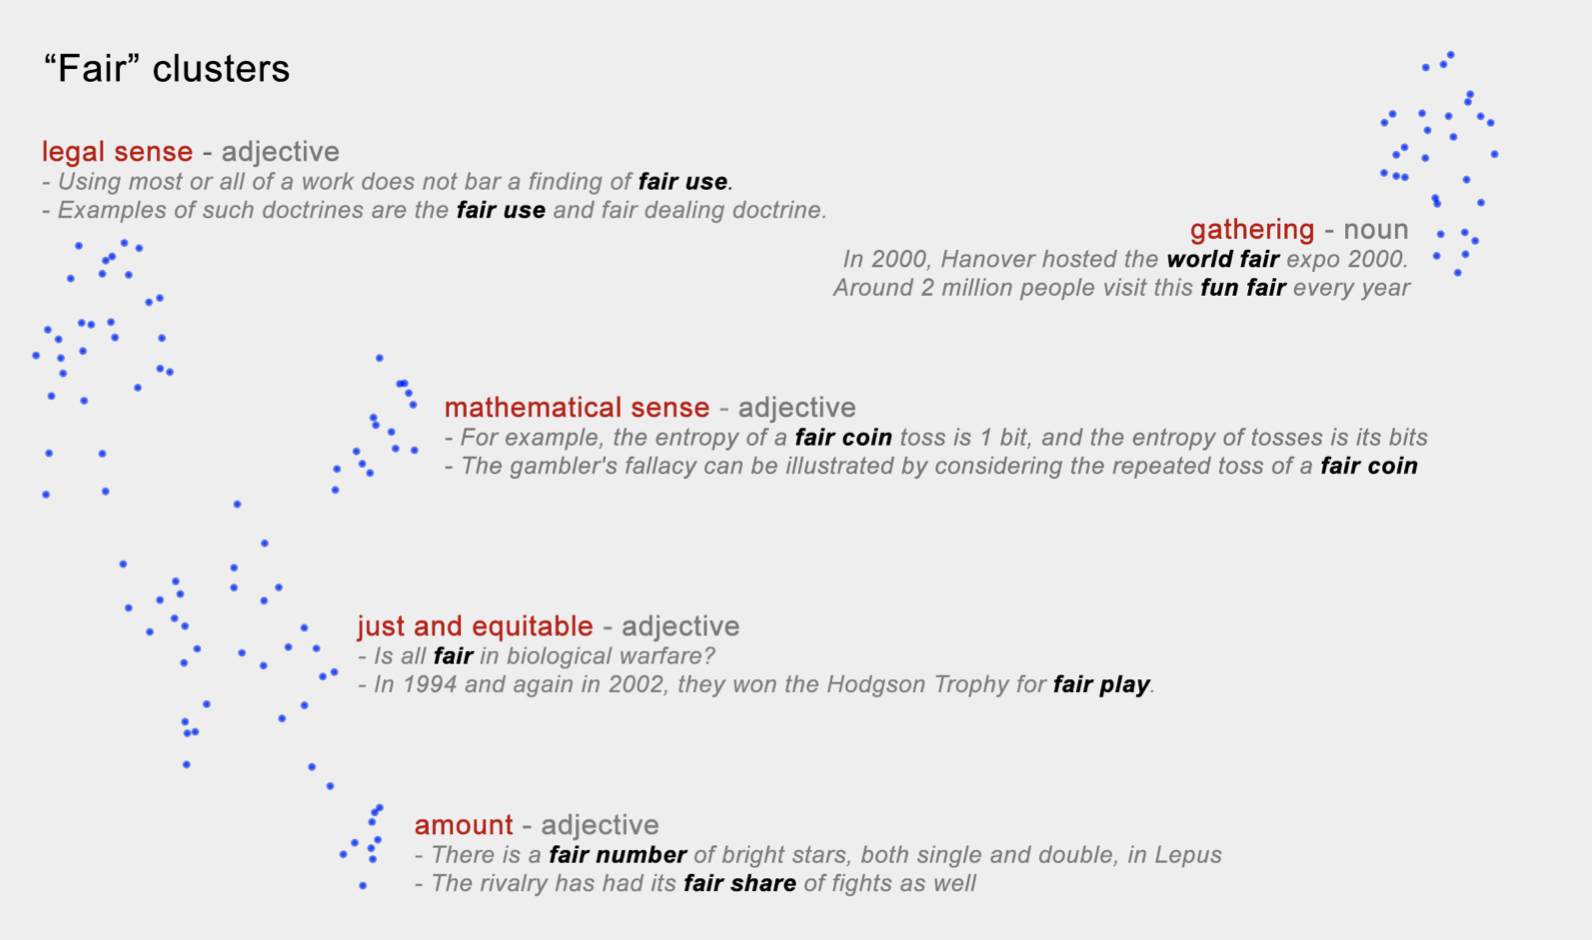 “Fair” clusters
legal sense - adjective
- Using most or all of a work does not bar a finding of fair use.
- Examples of such doctrines are the fair use and fair dealing doctrine.
gathering - noun
In 2000, Hanover hosted the world fair expo 2000.
Around 2 million people visit this fun fair every year
mathematical sense - adjective
- For example, the entropy of a fair coin toss is 1 bit, and the entropy of tosses is its bits
- The gambler's fallacy can be illustrated by considering the repeated toss of a fair coin
just and equitable - adjective
- Is all fair in biological warfare?
- In 1994 and again in 2002, they won the Hodgson Trophy for fair play.
amount - adjective
- There is a fair number of bright stars, both single and double, in Lepus
- The rivalry has had its fair share of fights as well